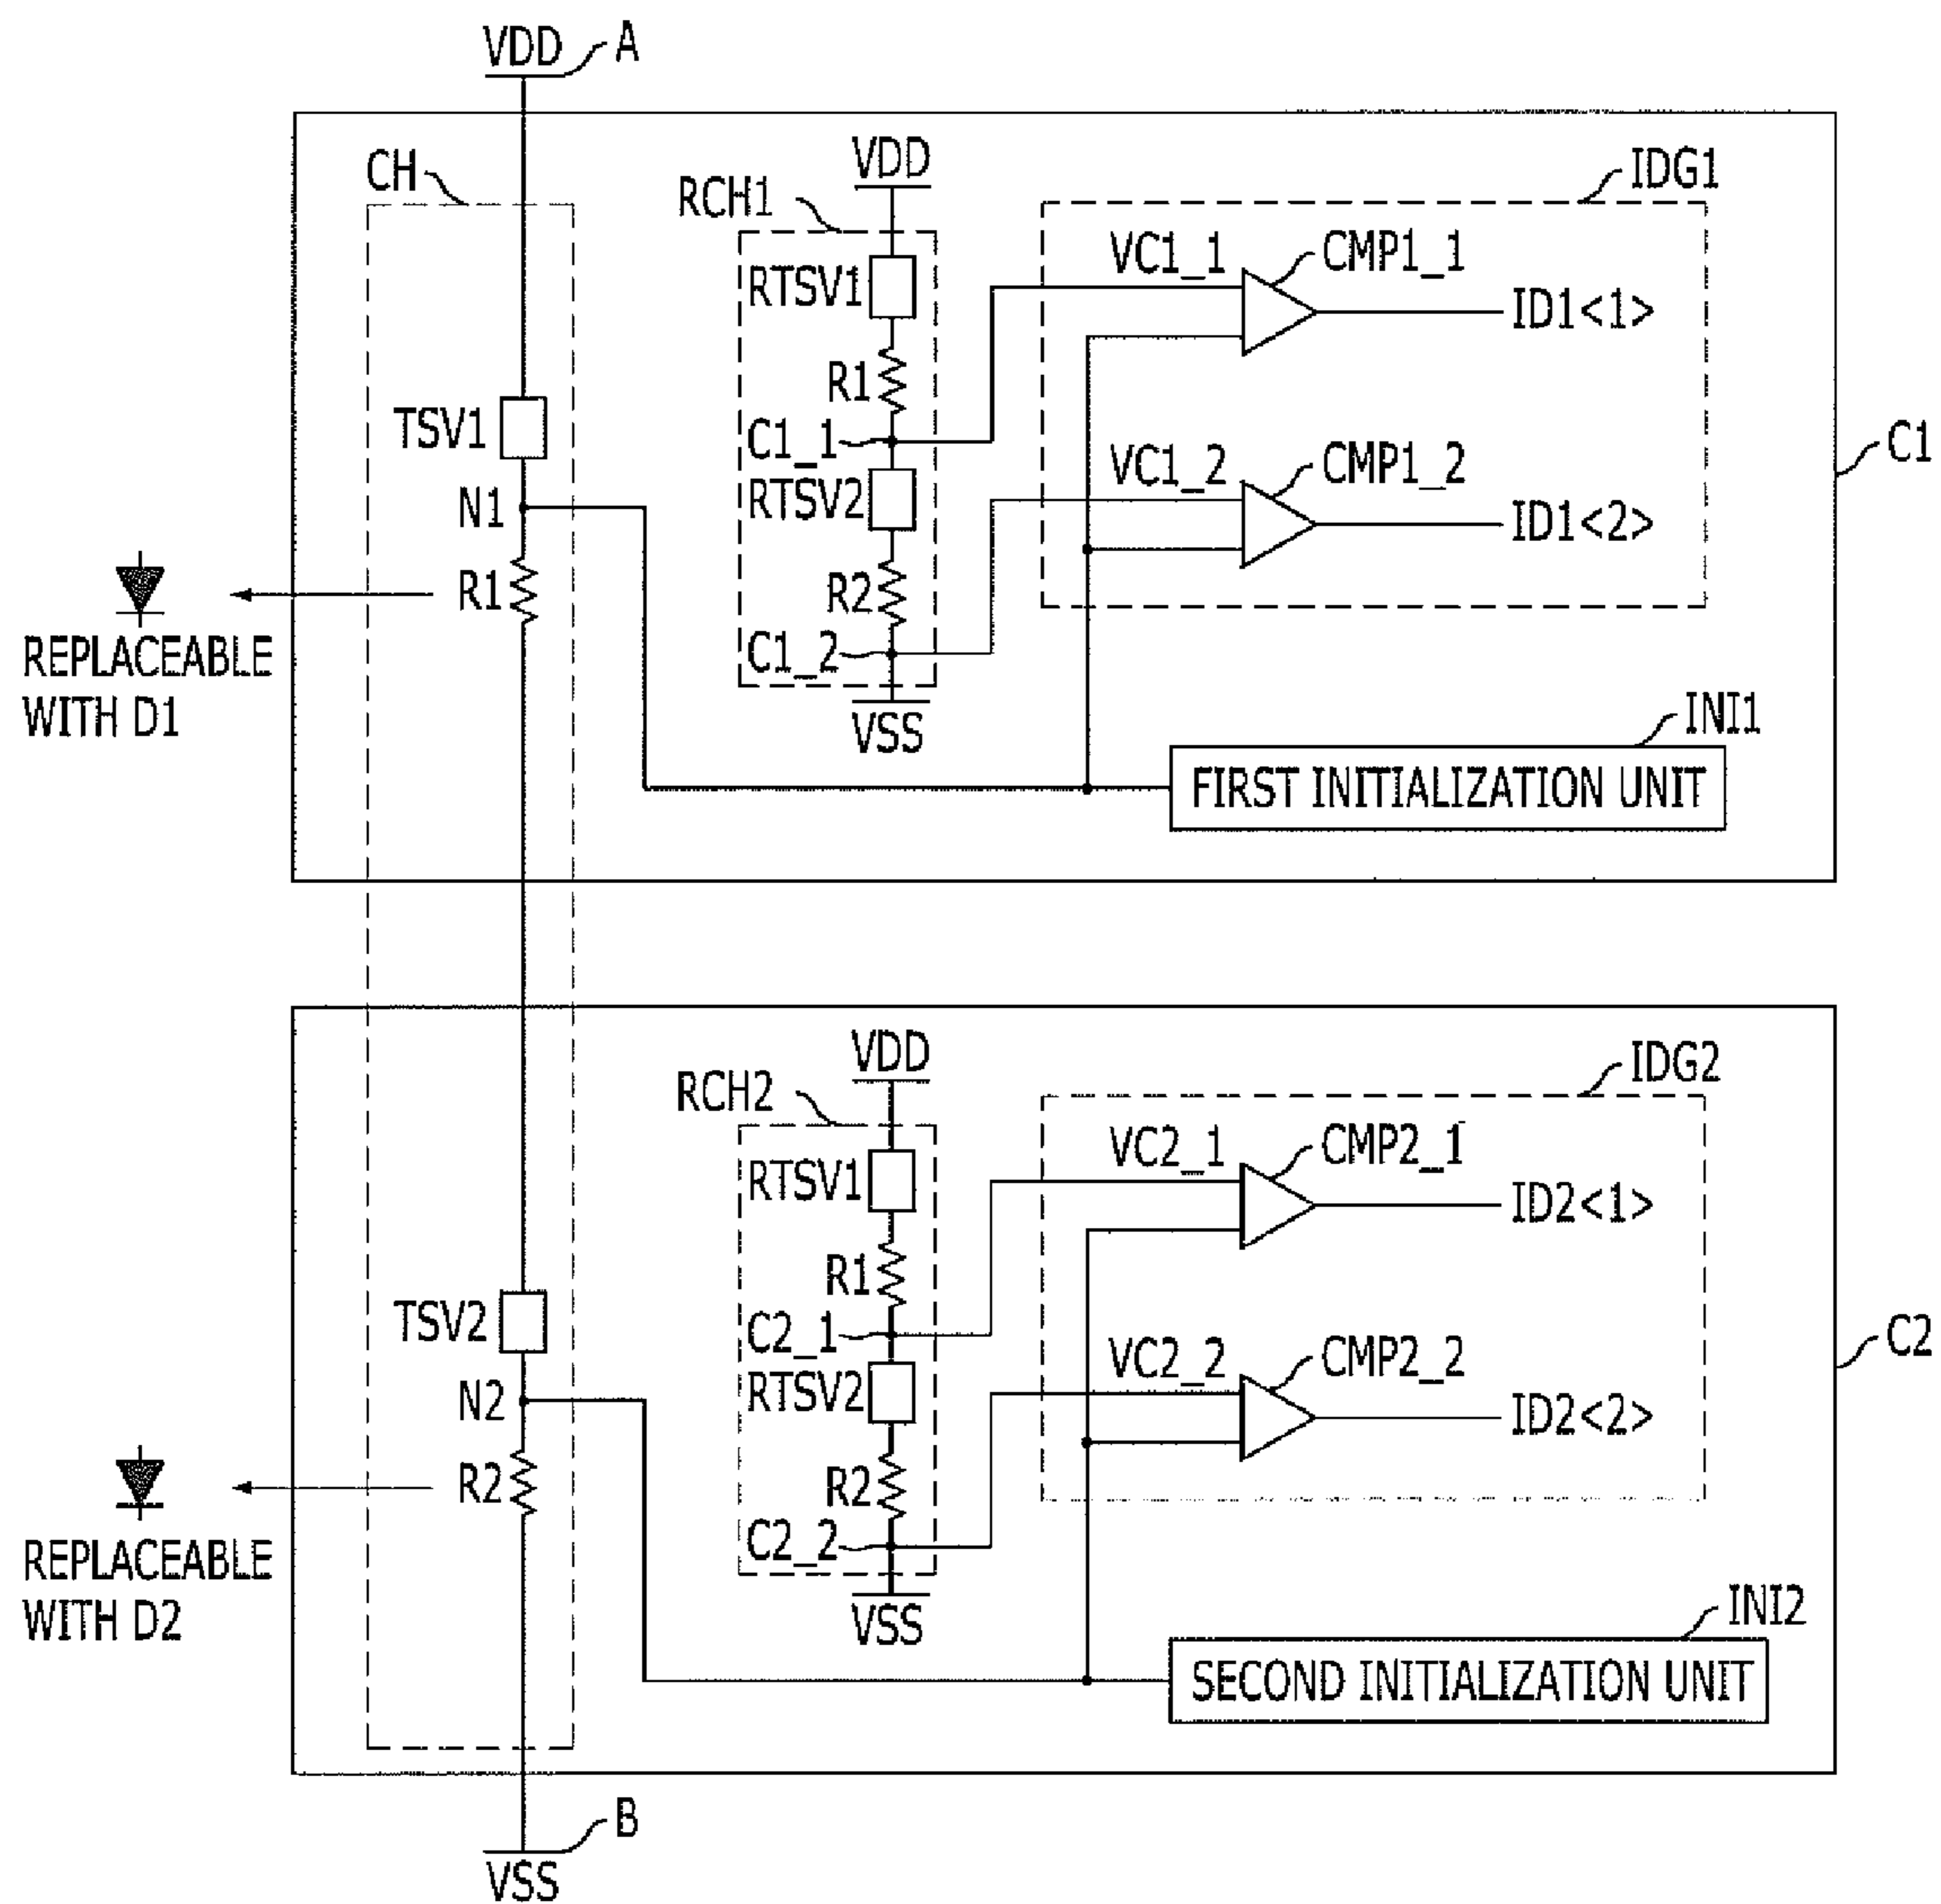 VDD
A
CH
VDD
RCH1
IDG1
RTSV1
VC1_1
CMP1_1
ID1<1>
R1
TSV1
C1_1
VC1_2
CMP1_2
C1
RTSV2
N1
ID1<2>
R1
R2
REPLACEABLE
WITH D1
C1_2
VSS
INI1
FIRST INITIALIZATION UNIT
VDD
RCH2
IDG2
RTSV1
VC2_1
CMP2_1
ID2<1>
R1
TSV2
C2_1
VC2_2
CMP2_2
C2
RTSV2
N2
ID2<2>
R2
R2
REPLACEABLE
WITH D2
C2_2
VSS
INI2
SECOND INITIALIZATION UNIT
B
VSS